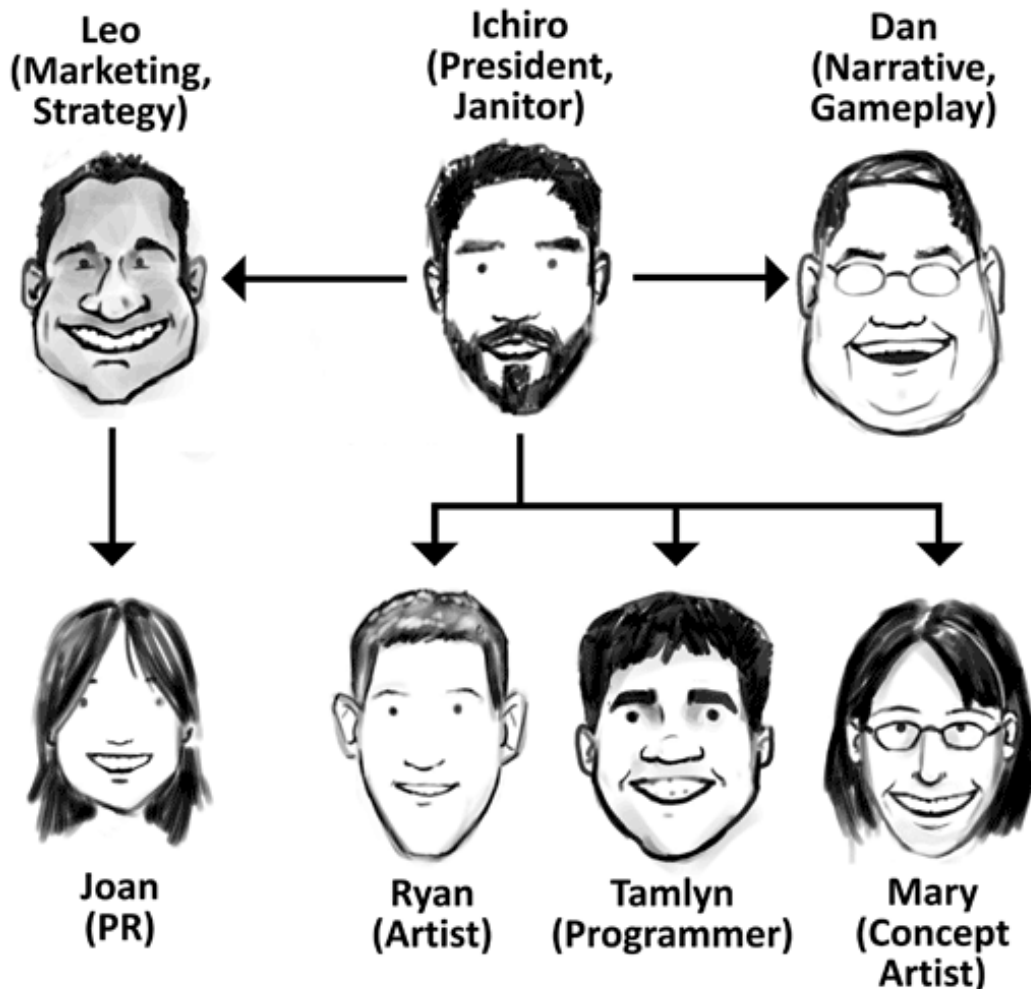 Leo
(Marketing,
Strategy)
Ichiro
(President,
Janitor)
Dan
(Narrative,
Gameplay)
Joan
(PR)
Ryan
(Artist)
Tamlyn
(Programmer)
Mary
(Concept
Artist)